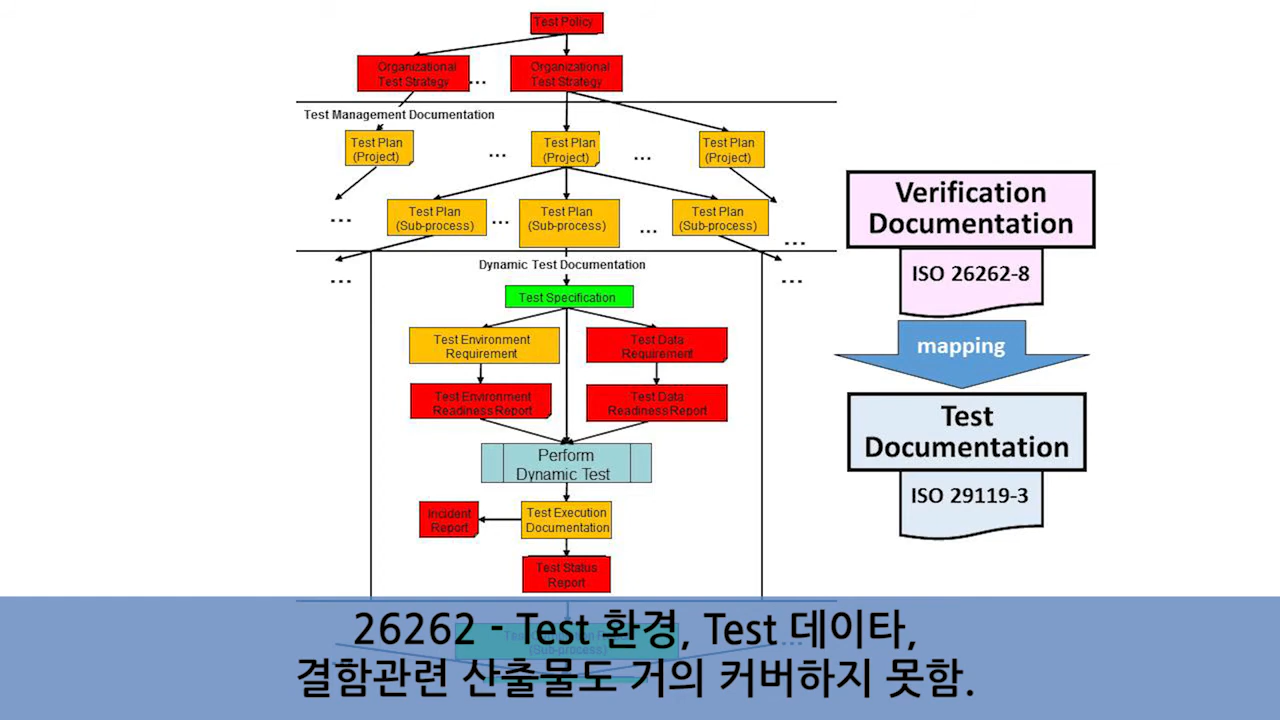 Test Policy
Organizational
Test Strategy
...
Organizational
Test Strategy
Test Management Documentation
Test Plan
(Project)
...
Test Plan
(Project)
...
Test Plan
(Project)
...
Test Plan
(Sub-process)
...
Test Plan
(Sub-process)
...
Test Plan
(Sub-process)
...
...
Dynamic Test Documentation
...
Test Specification
Test Environment
Requirement
Test Data
Requirement
Test Environment
Readiness Report
Test Data
Readiness Report
Perform
Dynamic Test
Incident
Report
Test Execution
Documentation
Test Status
Report
(Sub-process)
...
Verification
Documentation
ISO 26262-8
mapping
Test
Documentation
ISO 29119-3
26262 - Test 환경, Test 데이타,
결함관련 산출물도 거의 커버하지 못함.